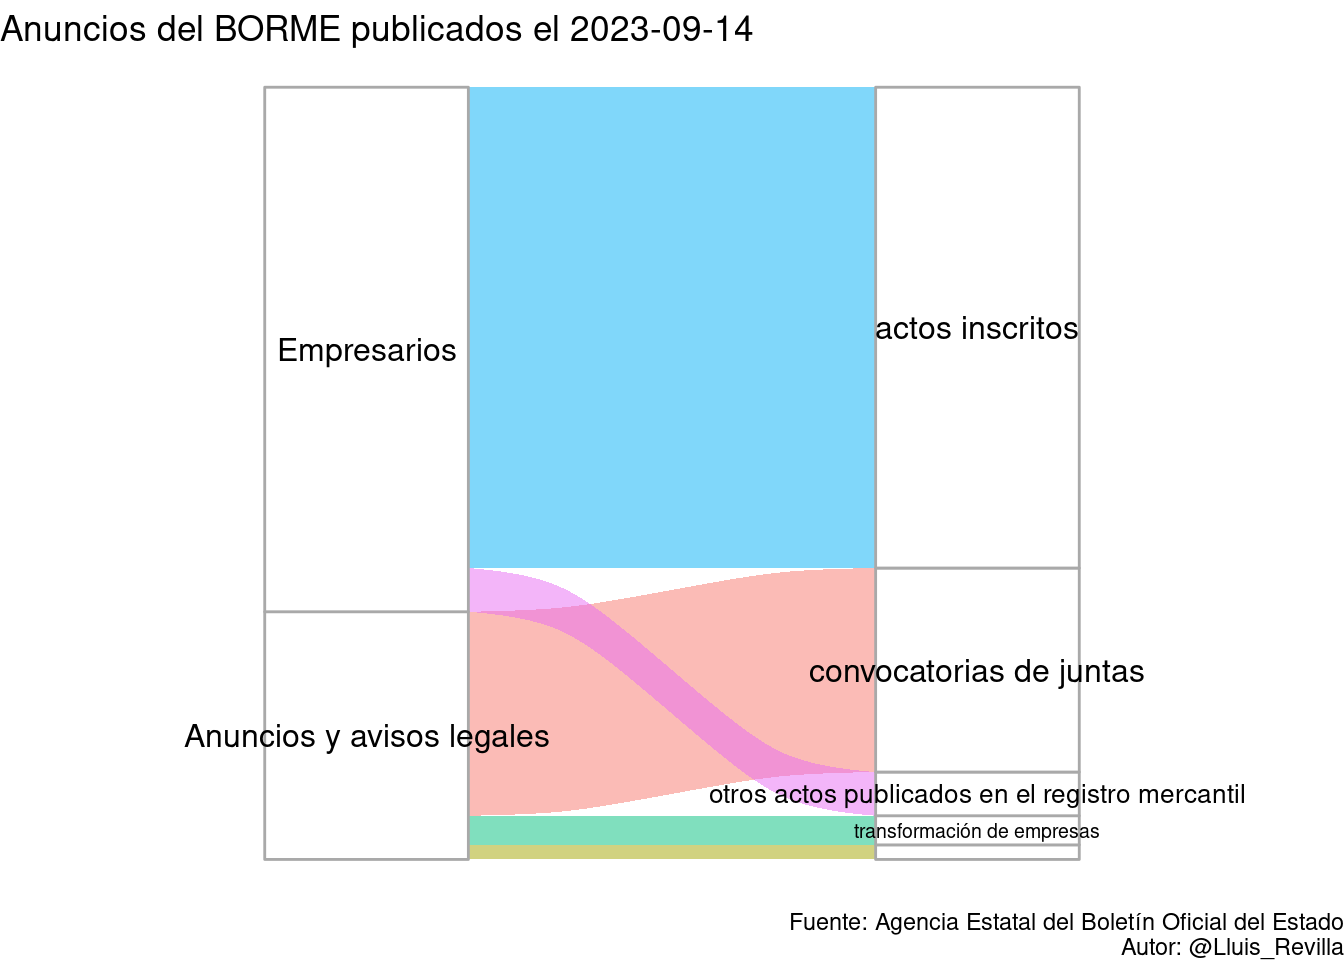 Anuncios del BORME publicados el 2023-09-14
actos inscritos
Empresarios
convocatorias de juntas
Anuncios y avisos legales
otros actos publicados en el registro mercantil
transformación de empresas
Fuente: Agencia Estatal del Boletín Oficial del Estado
Autor: @Lluis_Revilla